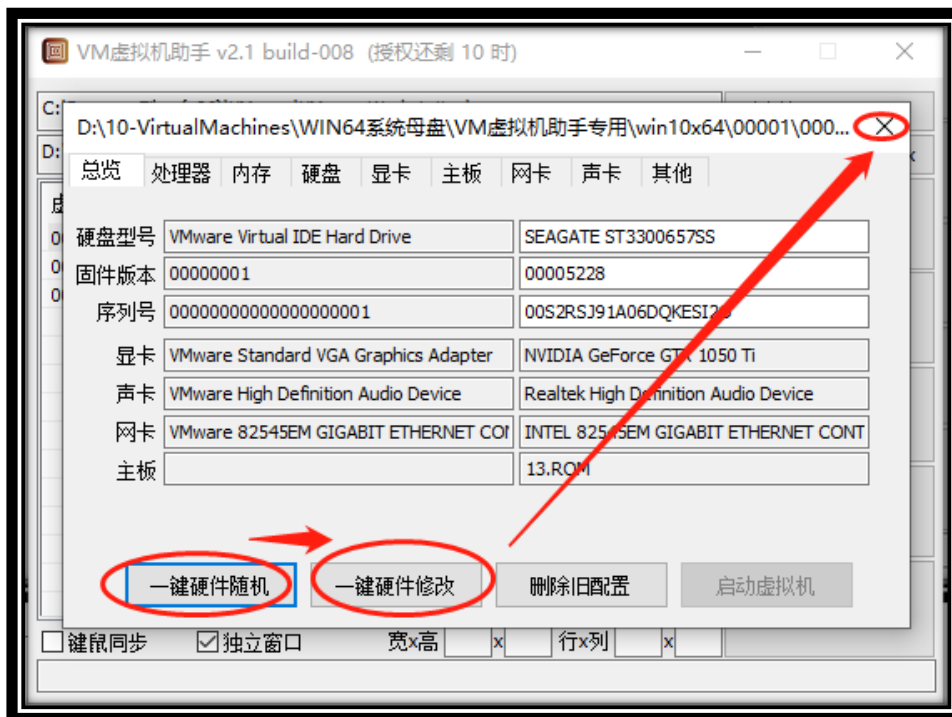 VM虚拟机助手 v2.1 build-008 (授权还剩 10 时)
C:
D:\10-VirtualMachines\WIN64系统母盘\VM虚拟机助手专用\win10x64\00001\000...
D:
总览 处理器 内存 硬盘 显卡 主板 网卡 声卡 其他
硬盘型号 VMware Virtual IDE Hard Drive SEAGATE ST3300657SS
固件版本 00000001 00005228
序列号 00000000000000000001 00S2RSJ91A06DQKESI2
显卡 VMware Standard VGA Graphics Adapter NVIDIA GeForce GTX 1050 Ti
声卡 VMware High Definition Audio Device Realtek High Definition Audio Device
网卡 VMware 82545EM GIGABIT ETHERNET CO INTEL 82545EM GIGABIT ETHERNET CONT
主板 13.ROM
一键硬件随机 一键硬件修改 删除旧配置 启动虚拟机
键鼠同步 独立窗口 宽x高 x 行x列 x